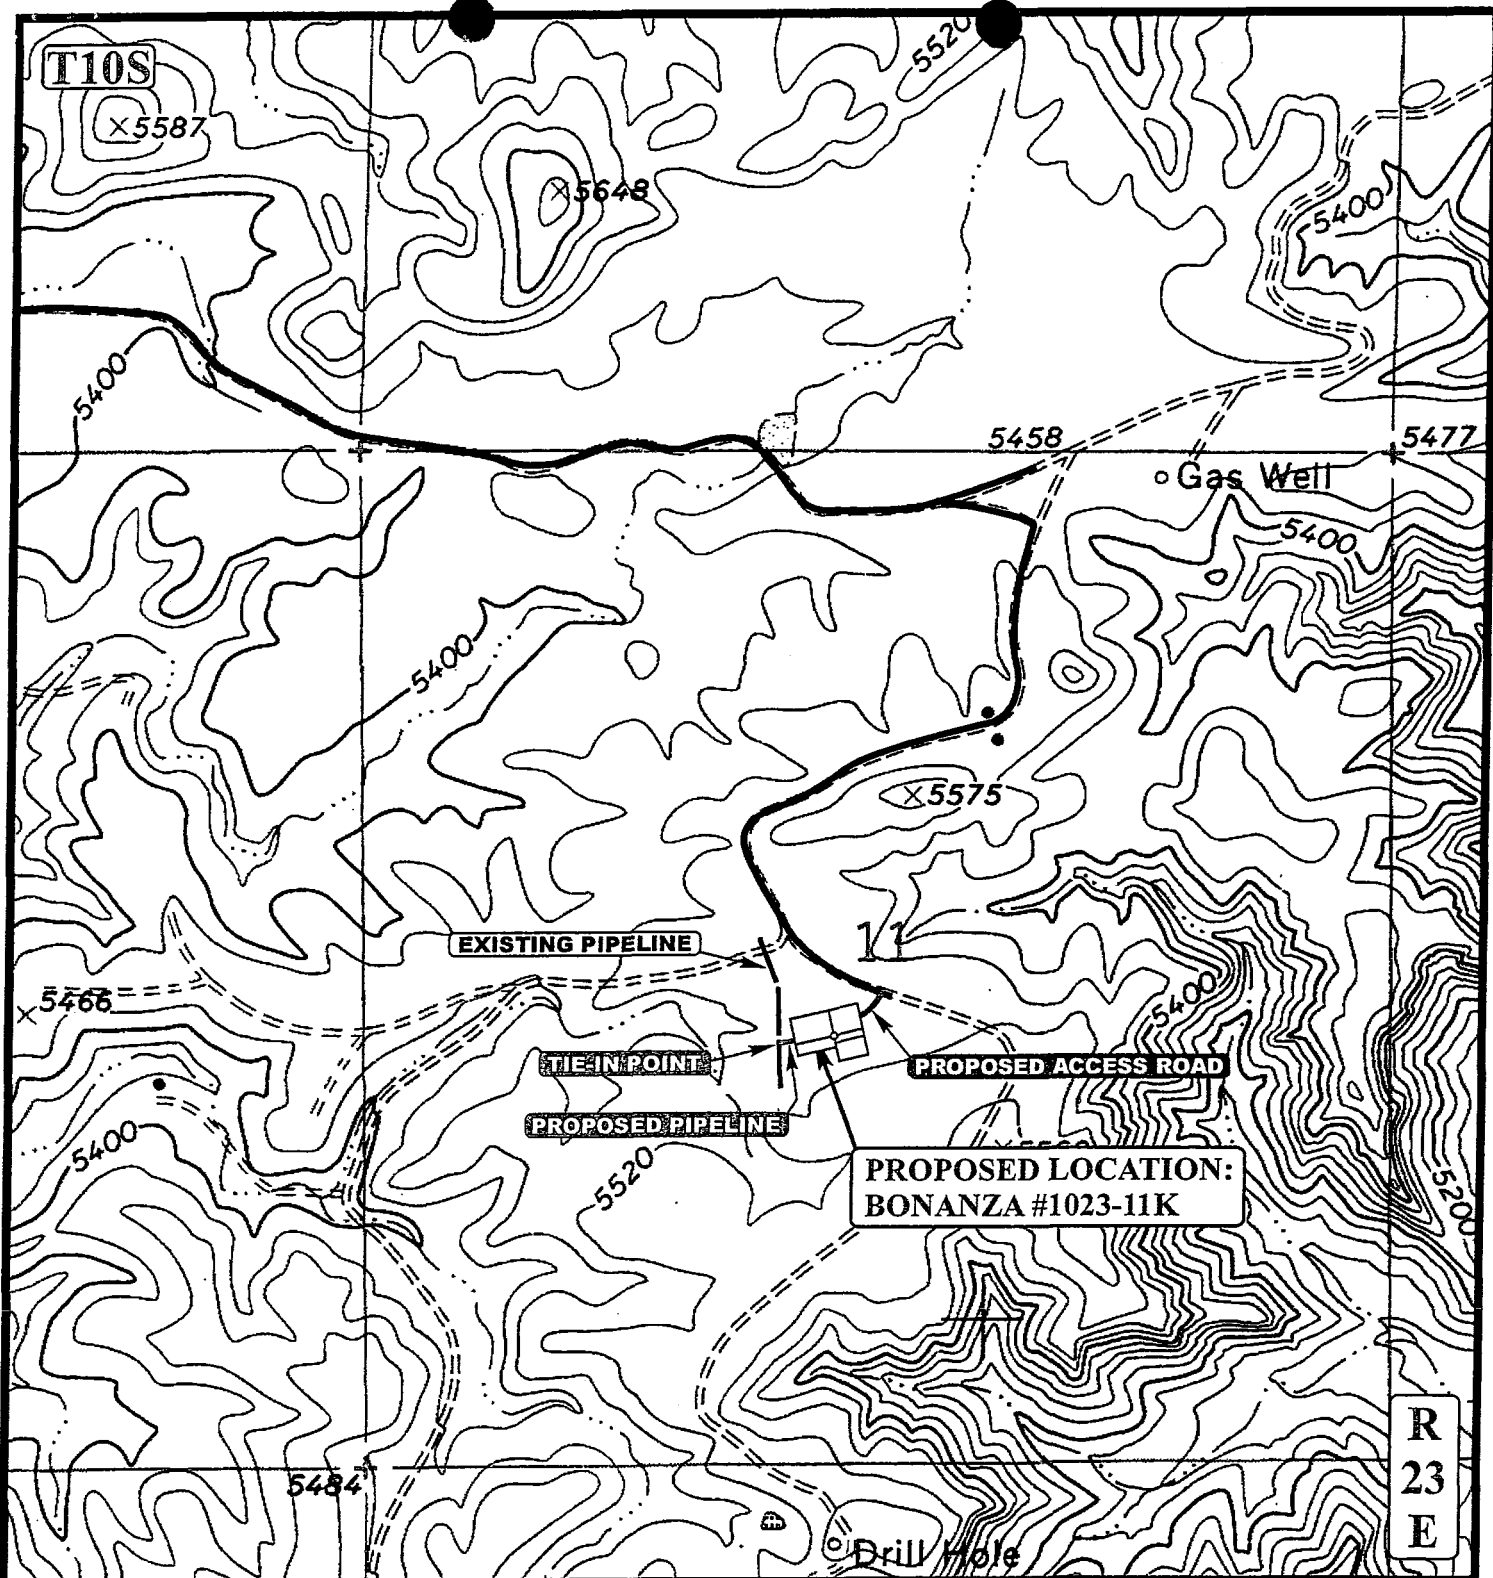 5520
T10S
5587
5648
5400
5400
5458
5477
Gas Well
5400
5400
5575
11
EXISTING PIPELINE
5466
5400
TIE-IN POINT
PROPOSED ACCESS ROAD
PROPOSED PIPELINE
5400
5520
PROPOSED LOCATION:
BONANZA #1023-11K
5200
R
23
E
5484
Drill Hole